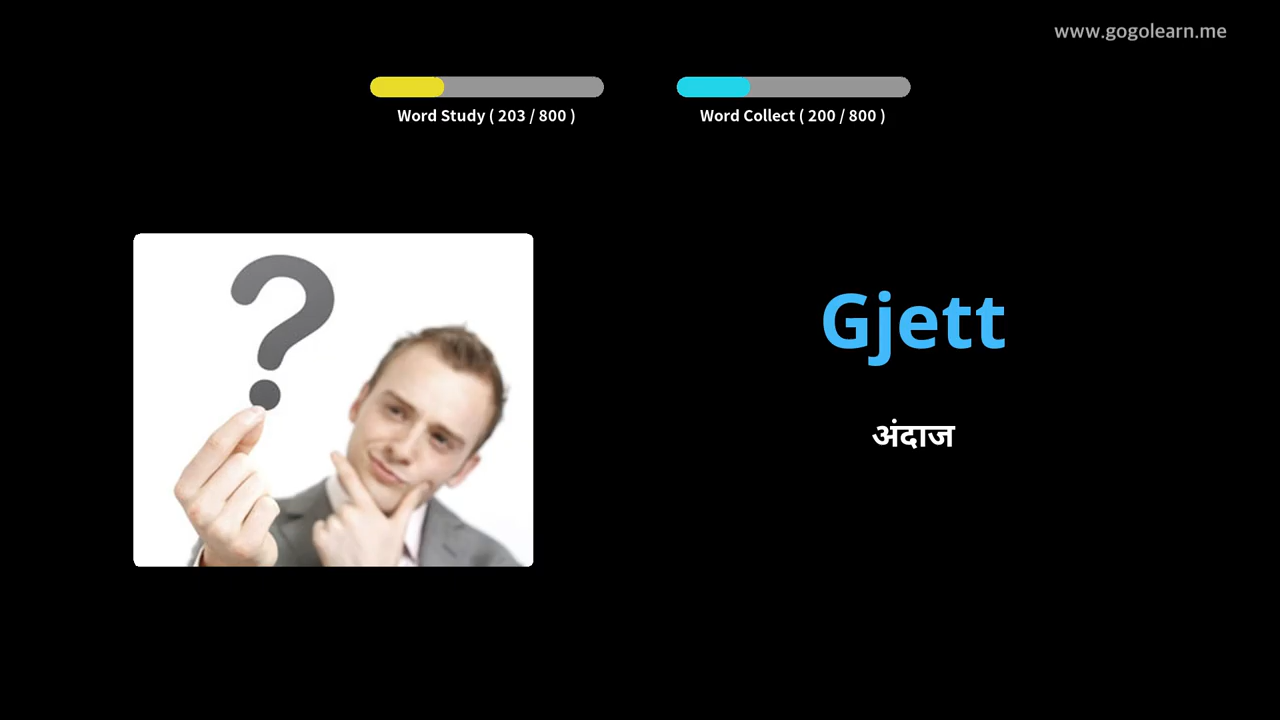 www.gogolearn.me
Word Study ( 203 / 800 )
Word Collect ( 200 / 800 )
?
Gjett
अंदाज